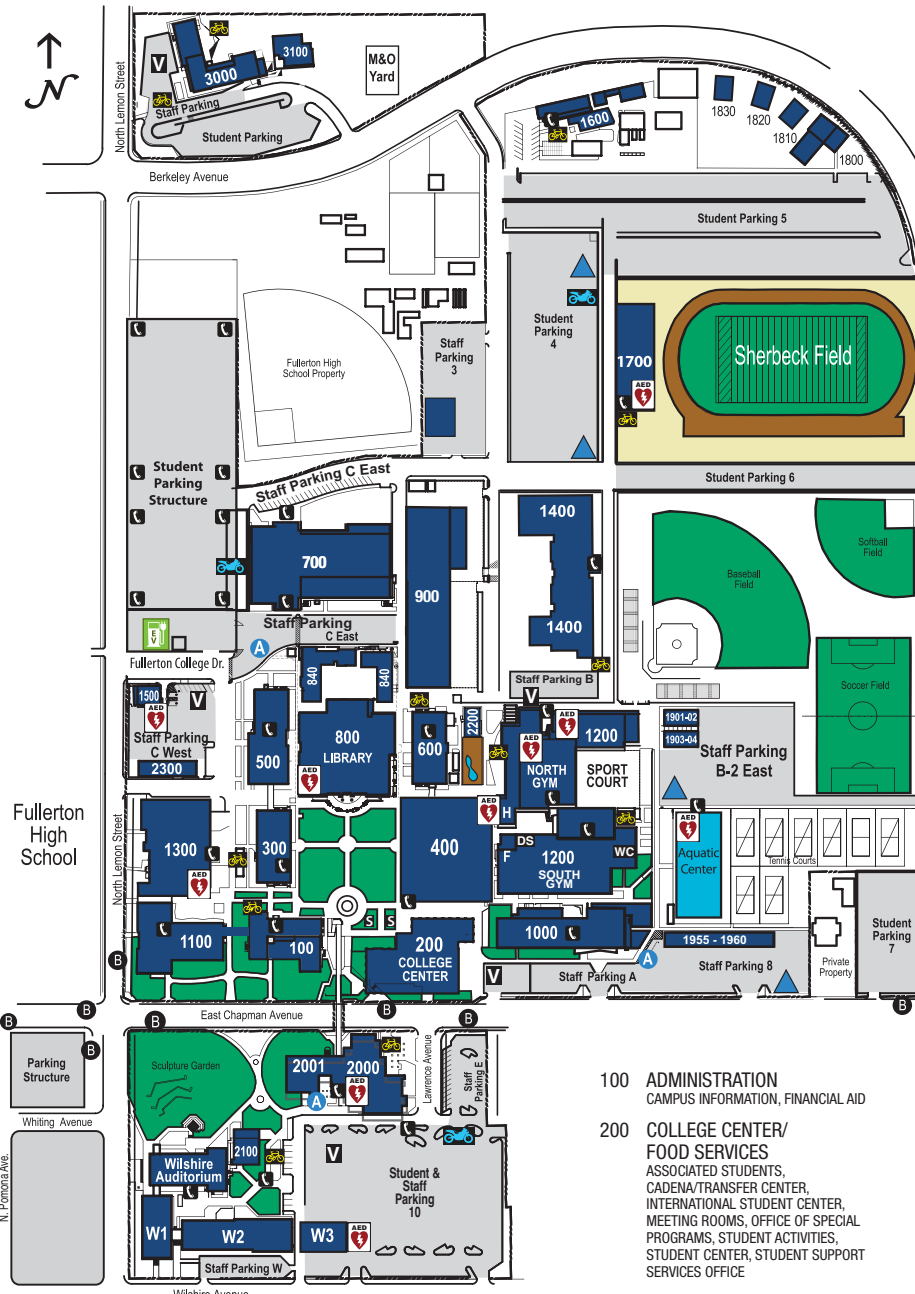 N
3000
3100
V
M&O
Yard
Staff Parking
Student Parking
North Lemon Street
Berkeley Avenue
1600
1830
1820
1810
1800
Student Parking 5
Student
Parking
4
Staff
Parking
3
Fullerton High
School Property
1700
AED
Sherbeck Field
Student Parking 6
Student
Parking
Structure
Staff Parking C East
700
900
1400
1400
Softball
Field
Baseball
Field
Soccer Field
EV
Staff Parking
C East
A
Fullerton College Dr.
Staff Parking B
V
1500
AED
V
Staff Parking
C West
2300
500
840
840
800
LIBRARY
AED
600
2200
AED
AED
NORTH
GYM
1200
SPORT
COURT
1901-02
1903-04
Staff Parking
B-2 East
Fullerton
High
School
North Lemon Street
1300
AED
300
400
AED
H
DS
F
1200
SOUTH
GYM
WC
AED
Aquatic
Center
Tennis Courts
1100
100
S
S
200
COLLEGE
CENTER
1000
1955 - 1960
A
V
Staff Parking A
Staff Parking 8
Private
Property
Student
Parking
7
B
B
B
B
B
B
B
B
East Chapman Avenue
Parking
Structure
Whiting Avenue
N. Pomona Ave.
Sculpture Garden
2001
2000
AED
A
Lawrence Avenue
Staff
Parking E
2100
Wilshire
Auditorium
V
Student &
Staff
Parking
10
W1
W2
W3
AED
Staff Parking W
Wilshire Avenue
100 ADMINISTRATION
CAMPUS INFORMATION, FINANCIAL AID
200 COLLEGE CENTER/
FOOD SERVICES
ASSOCIATED STUDENTS,
CADENA/TRANSFER CENTER,
INTERNATIONAL STUDENT CENTER,
MEETING ROOMS, OFFICE OF SPECIAL
PROGRAMS, STUDENT ACTIVITIES,
STUDENT CENTER, STUDENT SUPPORT
SERVICES OFFICE